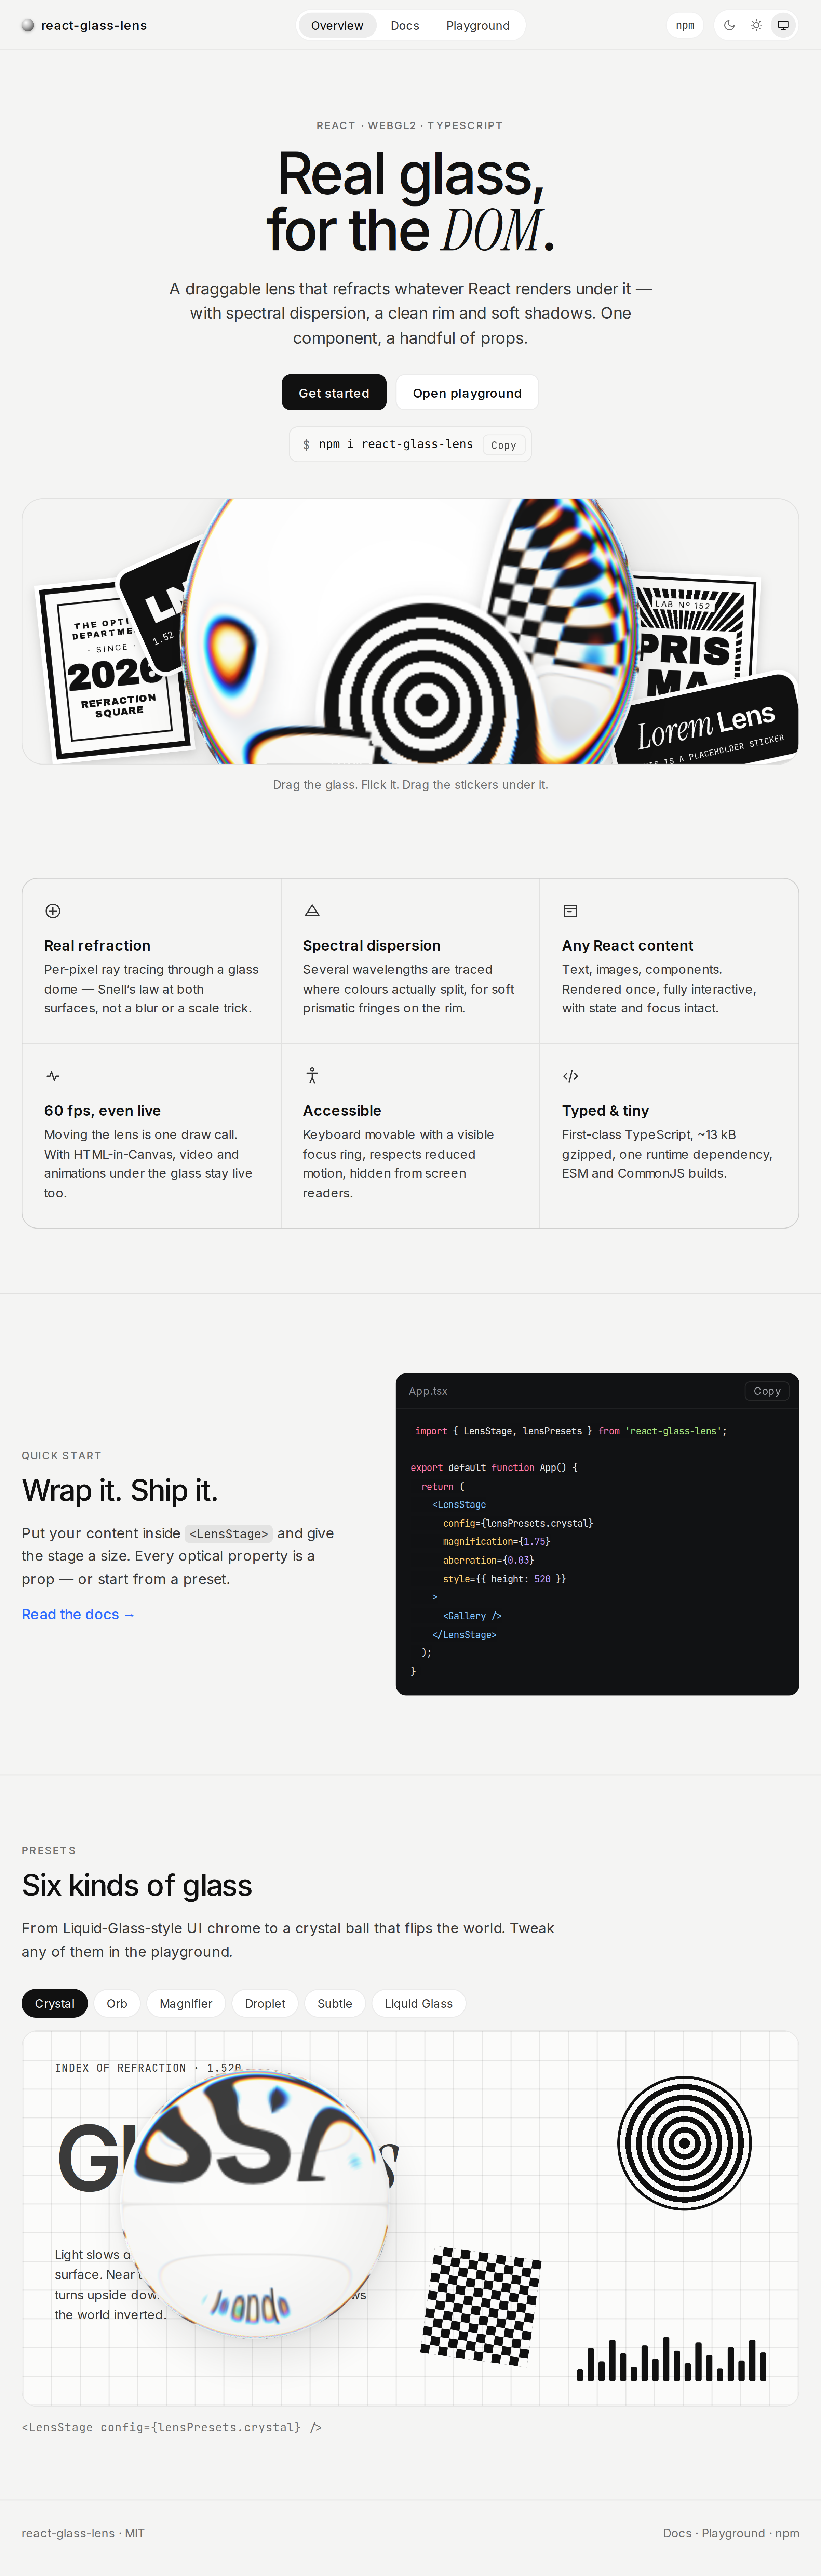 react-glass-lens
Overview
Docs
Playground
npm
REACT · WEBGL2 · TYPESCRIPT
Real glass,
for the DOM.
A draggable lens that refracts whatever React renders under it —
with spectral dispersion, a clean rim and soft shadows. One
component, a handful of props.
Get started
Open playground
$ npm i react-glass-lens
Copy
THE OPTI
DEPARTME
· SINCE ·
2026
REFRACTION
SQUARE
1.52
LAB Nº 152
PRIS
MA
Lorem Lens
IS A PLACEHOLDER STICKER
Drag the glass. Flick it. Drag the stickers under it.
Real refraction
Per-pixel ray tracing through a glass
dome — Snell’s law at both
surfaces, not a blur or a scale trick.
Spectral dispersion
Several wavelengths are traced
where colours actually split, for soft
prismatic fringes on the rim.
Any React content
Text, images, components.
Rendered once, fully interactive,
with state and focus intact.
60 fps, even live
Moving the lens is one draw call.
With HTML-in-Canvas, video and
animations under the glass stay live
too.
Accessible
Keyboard movable with a visible
focus ring, respects reduced
motion, hidden from screen
readers.
Typed & tiny
First-class TypeScript, ~13 kB
gzipped, one runtime dependency,
ESM and CommonJS builds.
QUICK START
Wrap it. Ship it.
Put your content inside <LensStage> and give
the stage a size. Every optical property is a
prop — or start from a preset.
Read the docs →
App.tsx
Copy
import { LensStage, lensPresets } from 'react-glass-lens';
export default function App() {
return (
<LensStage
config={lensPresets.crystal}
magnification={1.75}
aberration={0.03}
style={{ height: 520 }}
>
<Gallery />
</LensStage>
);
}
PRESETS
Six kinds of glass
From Liquid-Glass-style UI chrome to a crystal ball that flips the world. Tweak
any of them in the playground.
Crystal
Orb
Magnifier
Droplet
Subtle
Liquid Glass
INDEX OF REFRACTION · 1.520
Light slows
surface. Near
turns upside dow
the world inverted.
<LensStage config={lensPresets.crystal} />
react-glass-lens · MIT
Docs · Playground · npm